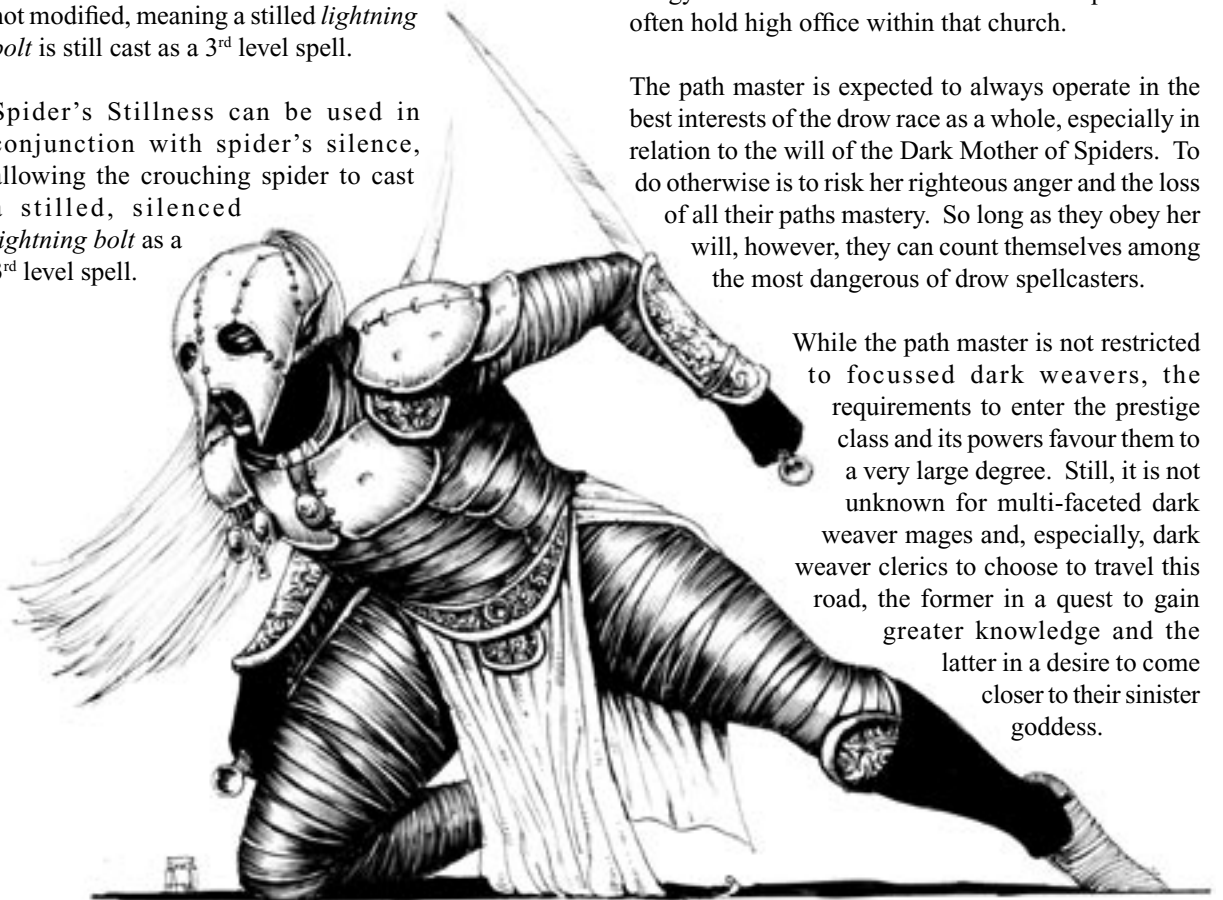 not modified, meaning a stilled lightning
bolt is still cast as a 3rd level spell.
Spider's Stillness can be used in
conjunction with spider's silence,
allowing the crouching spider to cast
a stilled, silenced
lightning bolt as a
3rd level spell.
often hold high office within that church.
The path master is expected to always operate in the
best interests of the drow race as a whole, especially in
relation to the will of the Dark Mother of Spiders. To
do otherwise is to risk her righteous anger and the loss
of all their paths mastery. So long as they obey her
will, however, they can count themselves among
the most dangerous of drow spellcasters.
While the path master is not restricted
to focussed dark weavers, the
requirements to enter the prestige
class and its powers favour them to
a very large degree. Still, it is not
unknown for multi-faceted dark
weaver mages and, especially, dark
weaver clerics to choose to travel this
road, the former in a quest to gain
greater knowledge and the
latter in a desire to come
closer to their sinister
goddess.